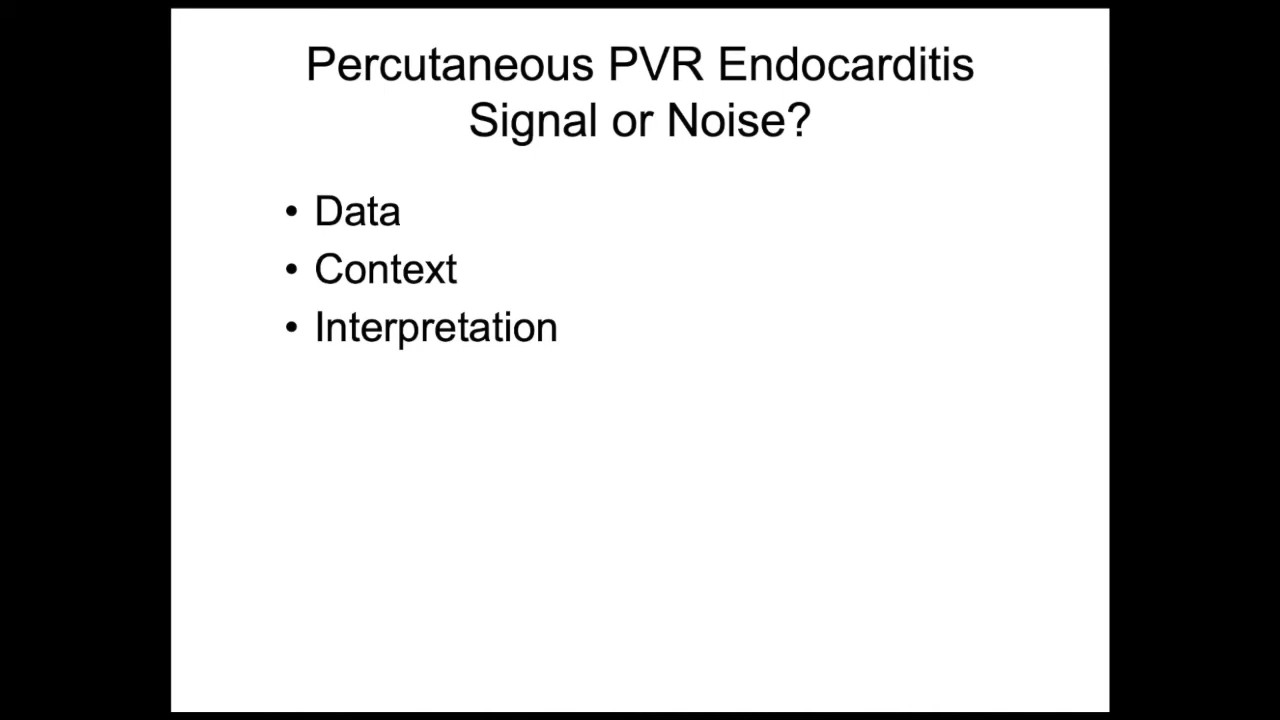 Percutaneous PVR Endocarditis
Signal or Noise?
• Data
• Context
• Interpretation